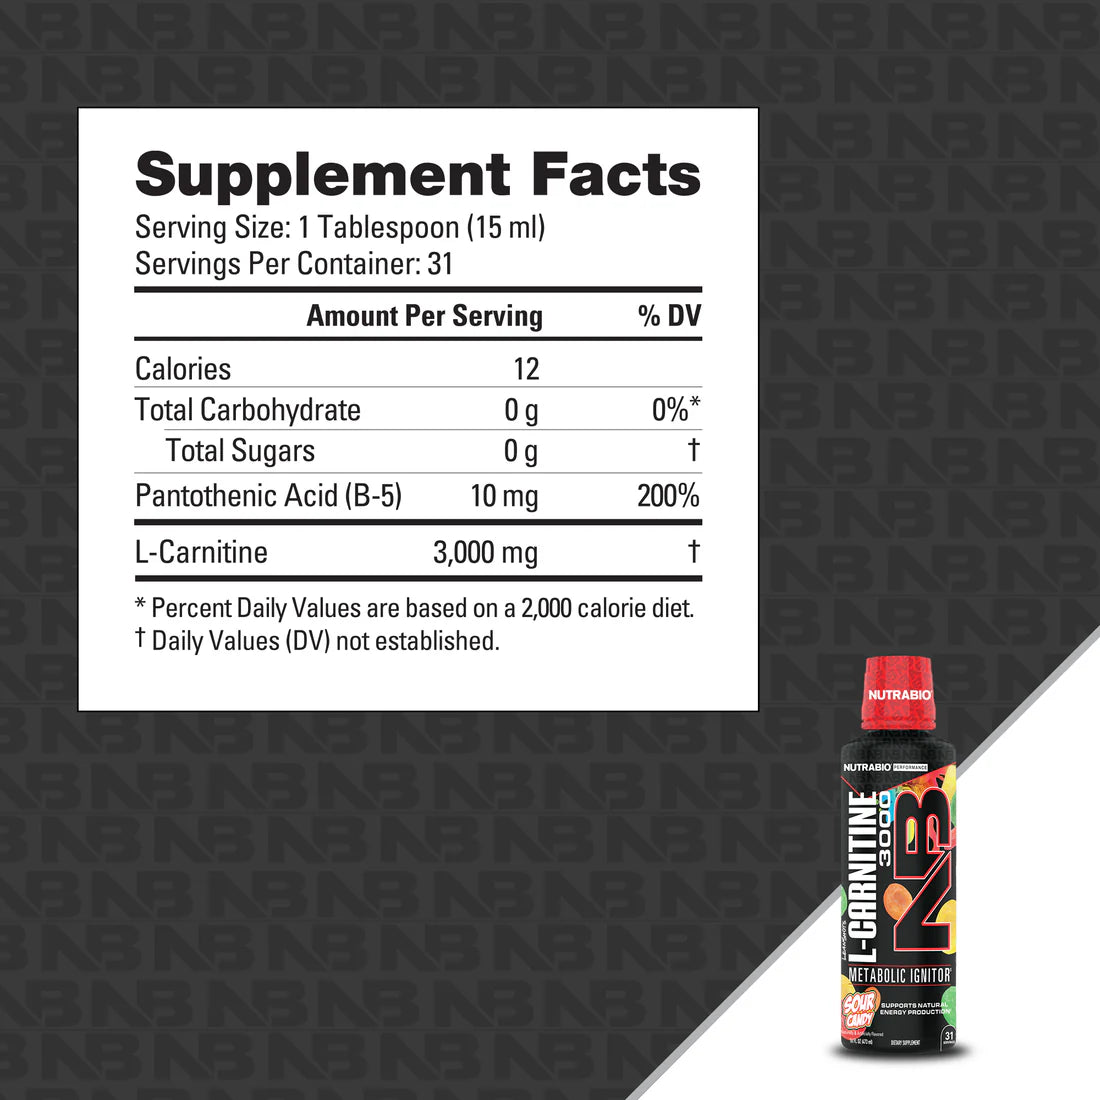 Supplement Facts
Serving Size: 1 Tablespoon (15 ml)
Servings Per Container: 31
Amount Per Serving % DV
Calories 12
Total Carbohydrate 0 g 0%*
Total Sugars 0 g †
Pantothenic Acid (B-5) 10 mg 200%
L-Carnitine 3,000 mg †
* Percent Daily Values are based on a 2,000 calorie diet.
† Daily Values (DV) not established.
NUTRABIO
NUTRABIO PERFORMANCE
L-CARNITINE
3000
NB
METABOLIC IGNITOR
SOUR
CANDY
SUPPORTS NATURAL
ENERGY PRODUCTION
DIETARY SUPPLEMENT
31